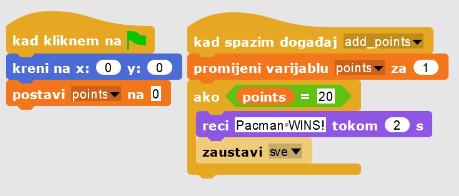 kad kliknem na
kreni na x: 0 y: 0
postavi points na 0
kad spazim događaj add_points
promijeni varijablu points za 1
ako points = 20
reci Pacman WINS! tokom 2 s
zaustavi sve